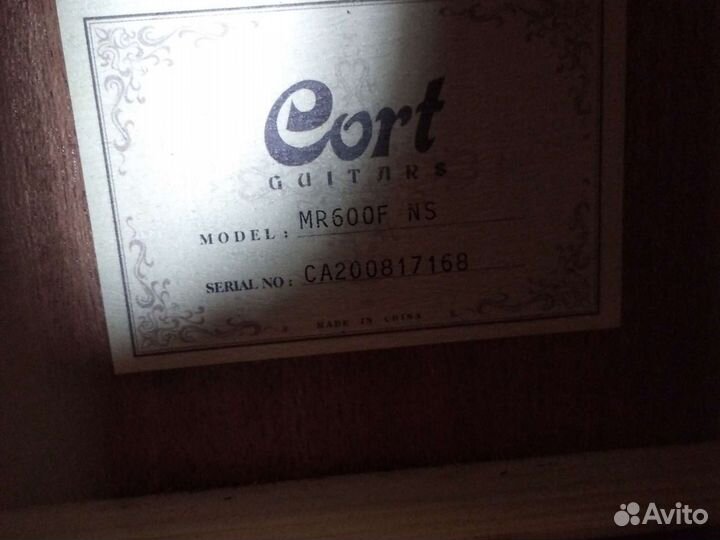 Cort
GUITARS
MODEL: MR600F NS
SERIAL NO: CA200817168
MADE IN CHINA
Avito